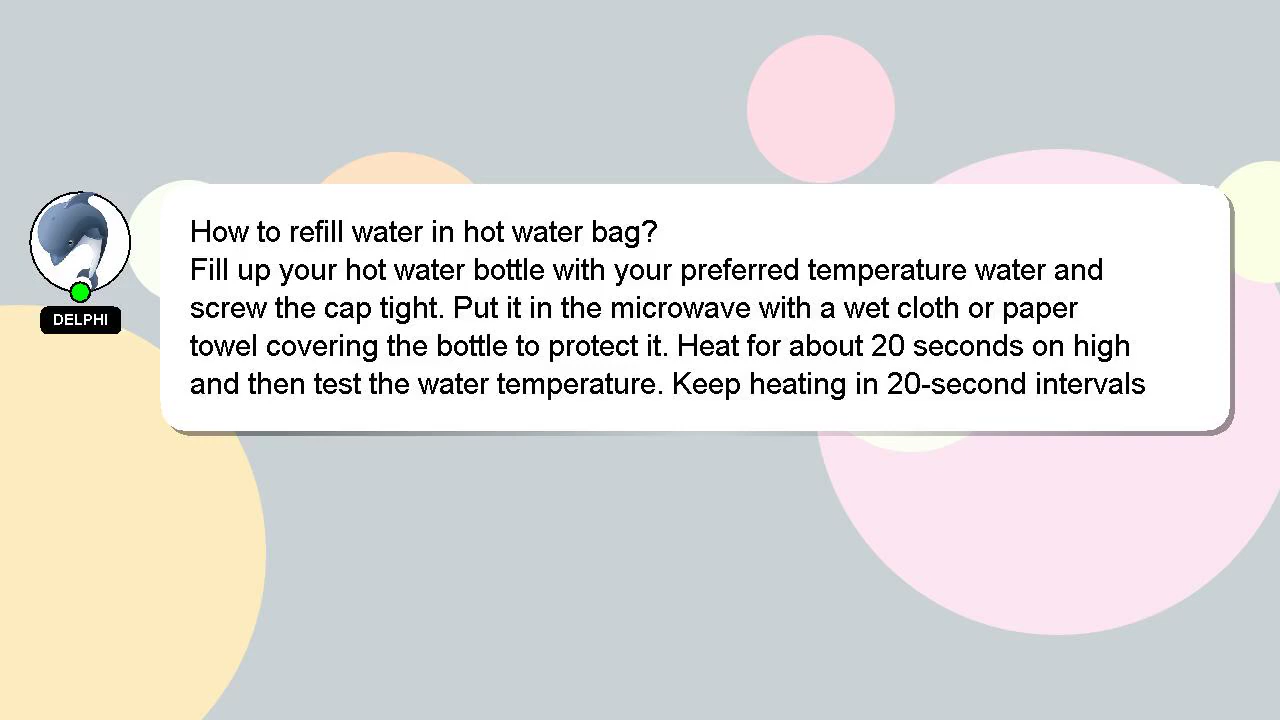 How to refill water in hot water bag?
Fill up your hot water bottle with your preferred temperature water and
screw the cap tight. Put it in the microwave with a wet cloth or paper
towel covering the bottle to protect it. Heat for about 20 seconds on high
and then test the water temperature. Keep heating in 20-second intervals
DELPHI